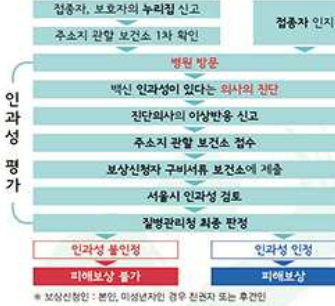 접종자, 보호자의 누리집 신고
접종자 인지
주소지 관할 보건소 1차 확인
병원 방문
백신 인과성이 있다는 의사의 진단
진단의사의 이상반응 신고
주소지 관할 보건소 접수
보상신청자 구비서류 보건소에 제출
서울시 인과성 검토
질병관리청 최종 판정
인과성 평가
인과성 불인정
인과성 인정
피해보상 불가
피해보상
※ 보상신청인 : 본인, 미성년자인 경우 친권자 또는 후견인